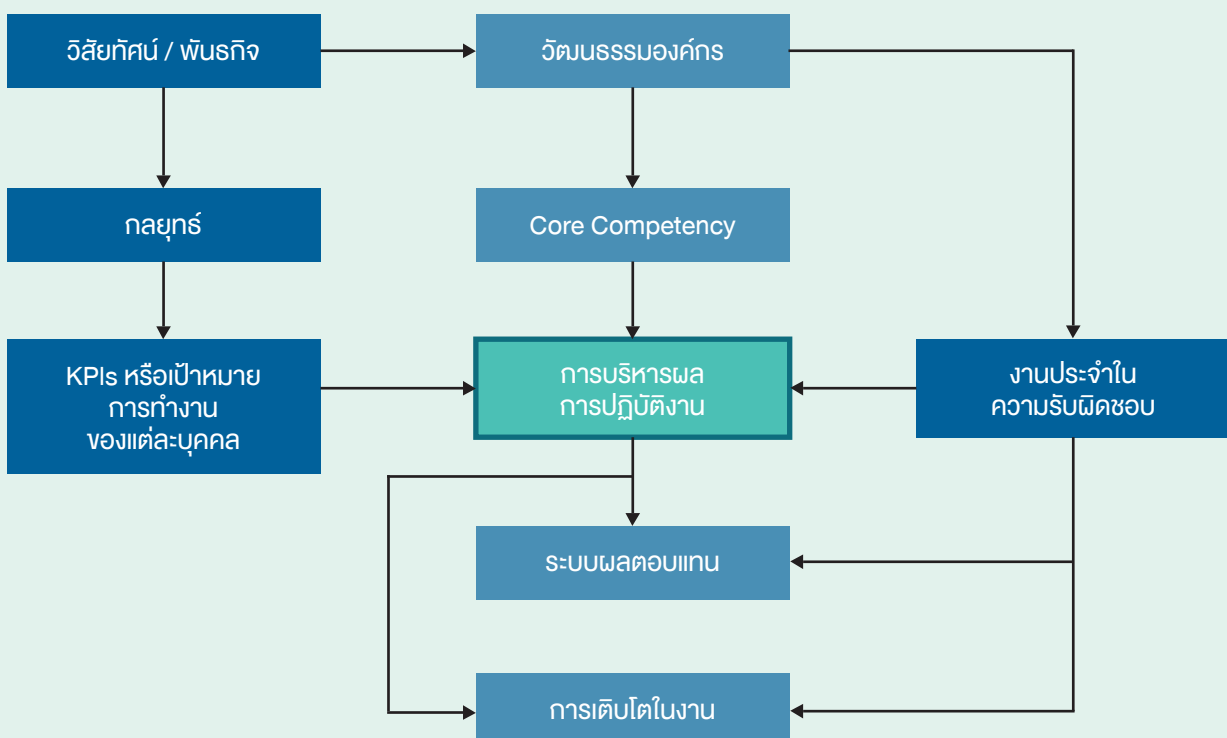 วิสัยทัศน์ / พันธกิจ
วัฒนธรรมองค์กร
กลยุทธ์
Core Competency
KPIs หรือเป้าหมาย
การทำงาน
ของแต่ละบุคคล
การบริหารผล
การปฏิบัติงาน
งานประจำใน
ความรับผิดชอบ
ระบบผลตอบแทน
การเติบโตในงาน